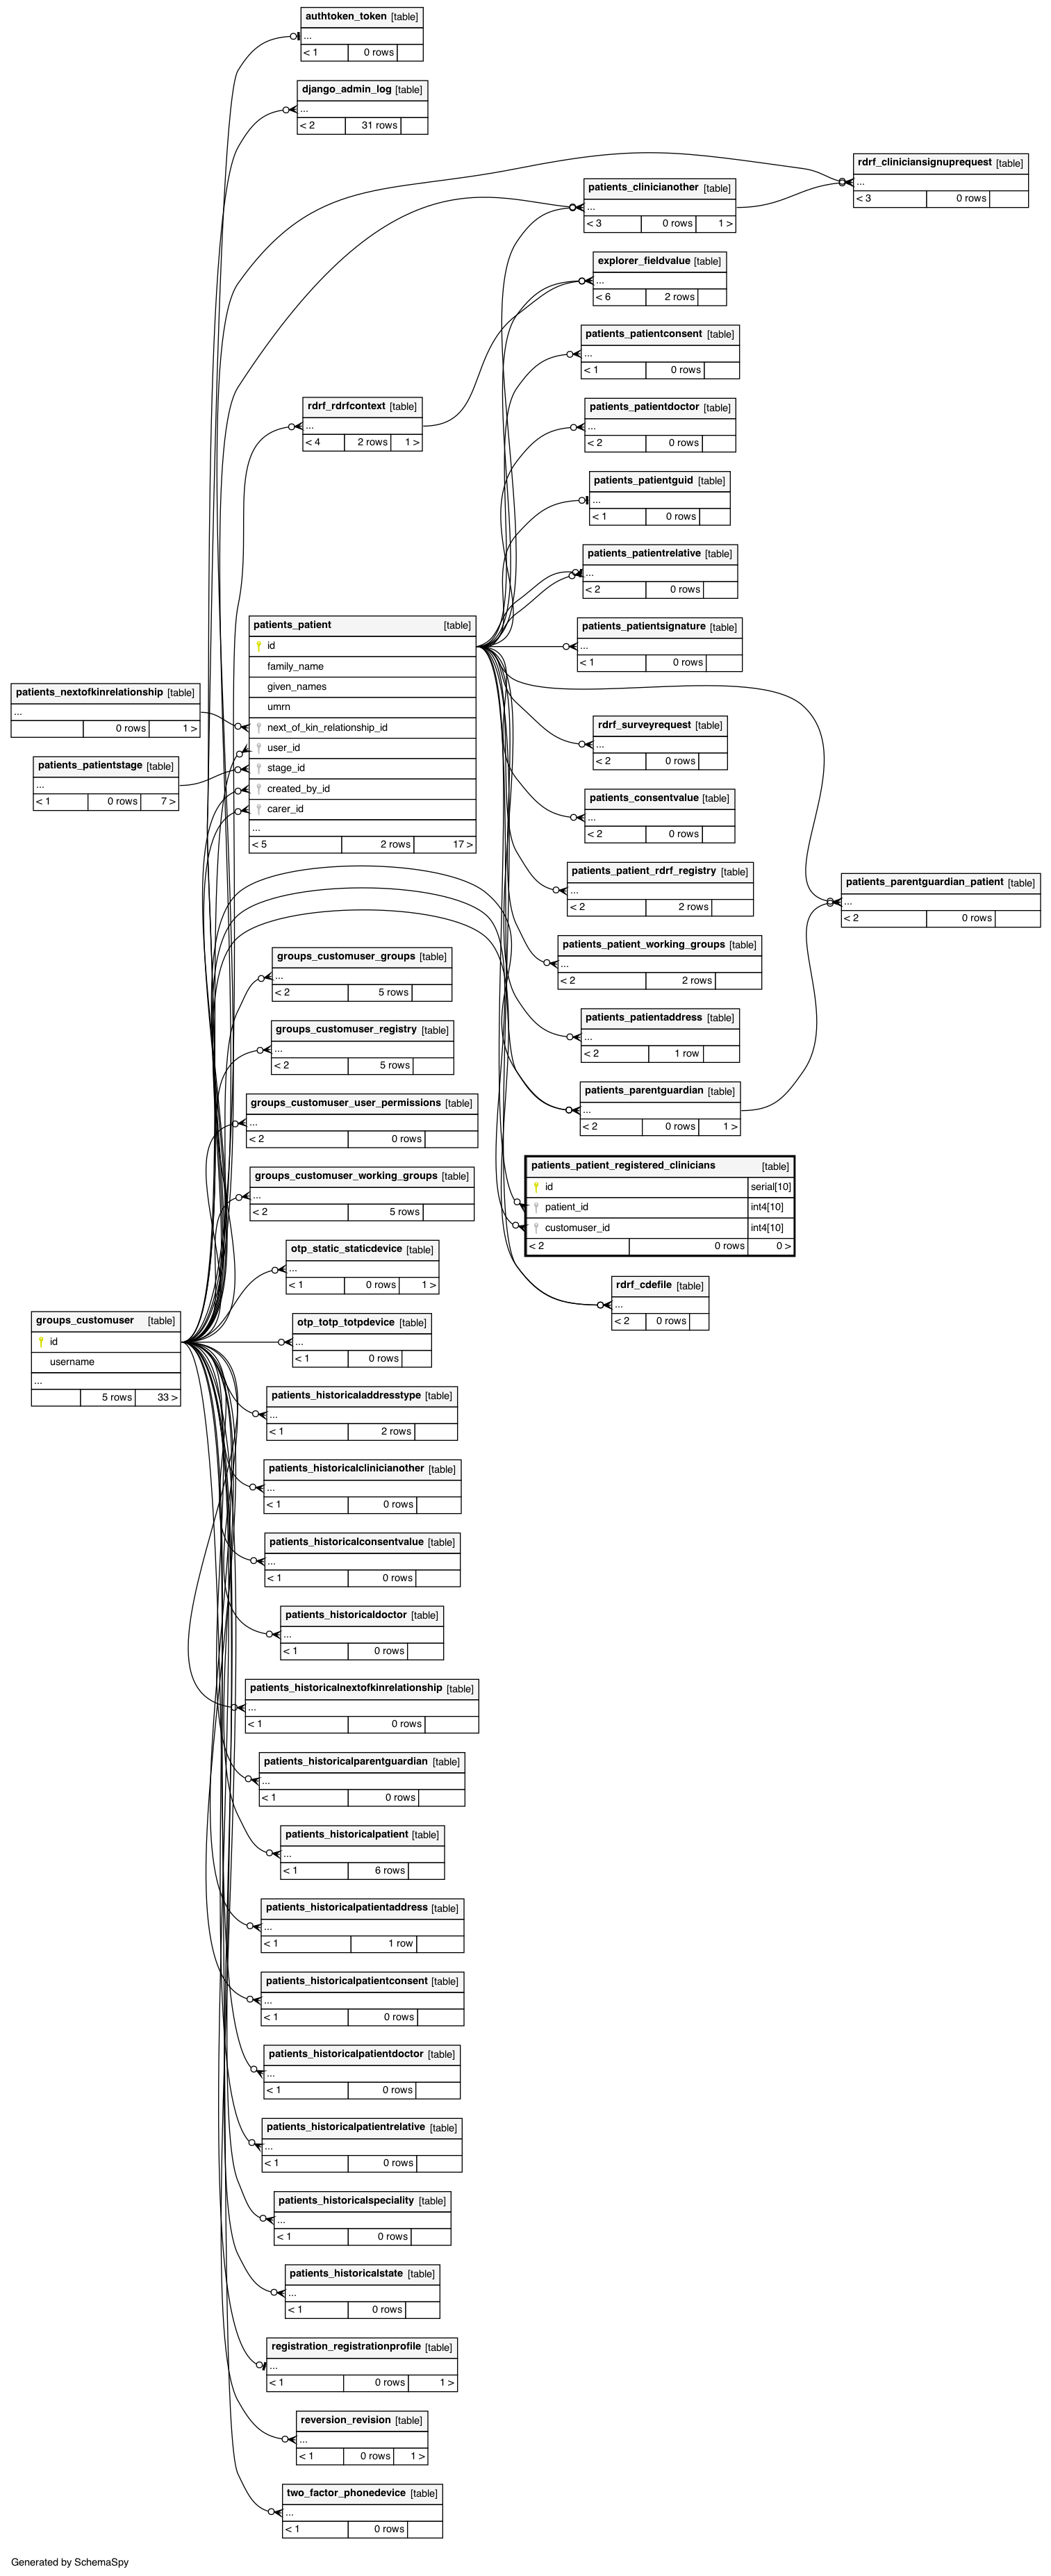 authtoken_token [table]
...
< 1 0 rows
django_admin_log [table]
...
< 2 31 rows
rdrf_cliniciansignuprequest [table]
...
< 3 0 rows
patients_clinicianother [table]
...
< 3 0 rows 1 >
explorer_fieldvalue [table]
...
< 6 2 rows
patients_patientconsent [table]
...
< 1 0 rows
rdrf_rdrfcontext [table]
...
< 4 2 rows 1 >
patients_patientdoctor [table]
...
< 2 0 rows
patients_patientguid [table]
...
< 1 0 rows
patients_patientrelative [table]
...
< 2 0 rows
patients_patient [table]
id
family_name
given_names
umrn
next_of_kin_relationship_id
user_id
stage_id
created_by_id
carer_id
...
< 5 2 rows 17 >
patients_patientsignature [table]
...
< 1 0 rows
patients_nextofkinrelationship [table]
...
0 rows 1 >
patients_patientstage [table]
...
< 1 0 rows 7 >
rdrf_surveyrequest [table]
...
< 2 0 rows
patients_consentvalue [table]
...
< 2 0 rows
patients_patient_rdrf_registry [table]
...
< 2 2 rows
patients_parentguardian_patient [table]
...
< 2 0 rows
patients_patient_working_groups [table]
...
< 2 2 rows
groups_customuser_groups [table]
...
< 2 5 rows
patients_patientaddress [table]
...
< 2 1 row
groups_customuser_registry [table]
...
< 2 5 rows
patients_parentguardian [table]
...
< 2 0 rows 1 >
groups_customuser_user_permissions [table]
...
< 2 0 rows
patients_patient_registered_clinicians [table]
id serial[10]
patient_id int4[10]
customuser_id int4[10]
< 2 0 rows 0 >
groups_customuser_working_groups [table]
...
< 2 5 rows
otp_static_staticdevice [table]
...
< 1 0 rows 1 >
rdrf_cdefile [table]
...
< 2 0 rows
groups_customuser [table]
id
username
...
5 rows 33 >
otp_totp_totpdevice [table]
...
< 1 0 rows
patients_historicaladdresstype [table]
...
< 1 2 rows
patients_historicalclinicianother [table]
...
< 1 0 rows
patients_historicalconsentvalue [table]
...
< 1 0 rows
patients_historicaldoctor [table]
...
< 1 0 rows
patients_historicalnextofkinrelationship [table]
...
< 1 0 rows
patients_historicalparentguardian [table]
...
< 1 0 rows
patients_historicalpatient [table]
...
< 1 6 rows
patients_historicalpatientaddress [table]
...
< 1 1 row
patients_historicalpatientconsent [table]
...
< 1 0 rows
patients_historicalpatientdoctor [table]
...
< 1 0 rows
patients_historicalpatientrelative [table]
...
< 1 0 rows
patients_historicalspeciality [table]
...
< 1 0 rows
patients_historicalstate [table]
...
< 1 0 rows
registration_registrationprofile [table]
...
< 1 0 rows 1 >
reversion_revision [table]
...
< 1 0 rows 1 >
two_factor_phonedevice [table]
...
< 1 0 rows
Generated by SchemaSpy